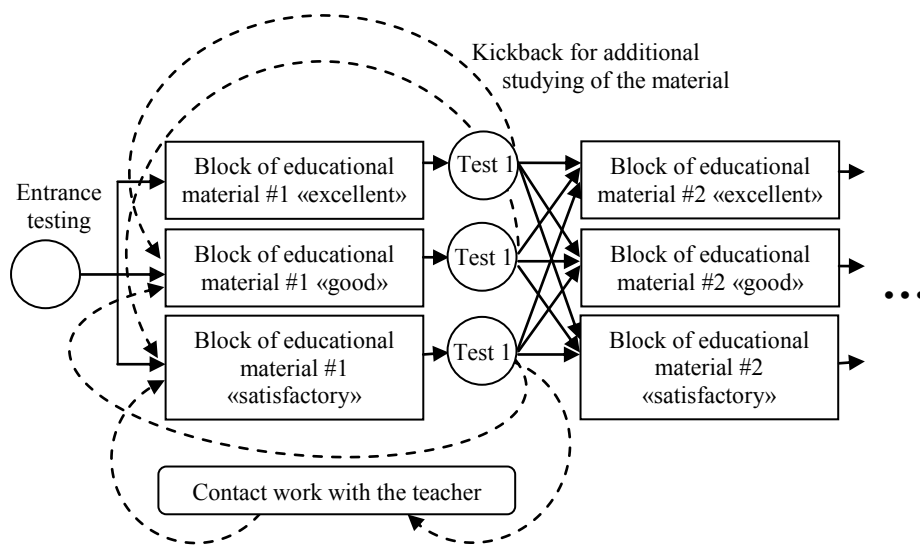 Kickback for additional
studying of the material
Entrance
testing
Block of educational
material #1 «excellent»
Test 1
Block of educational
material #2 «excellent»
Block of educational
material #1 «good»
Test 1
Block of educational
material #2 «good»
...
Block of educational
material #1
«satisfactory»
Test 1
Block of educational
material #2
«satisfactory»
Contact work with the teacher